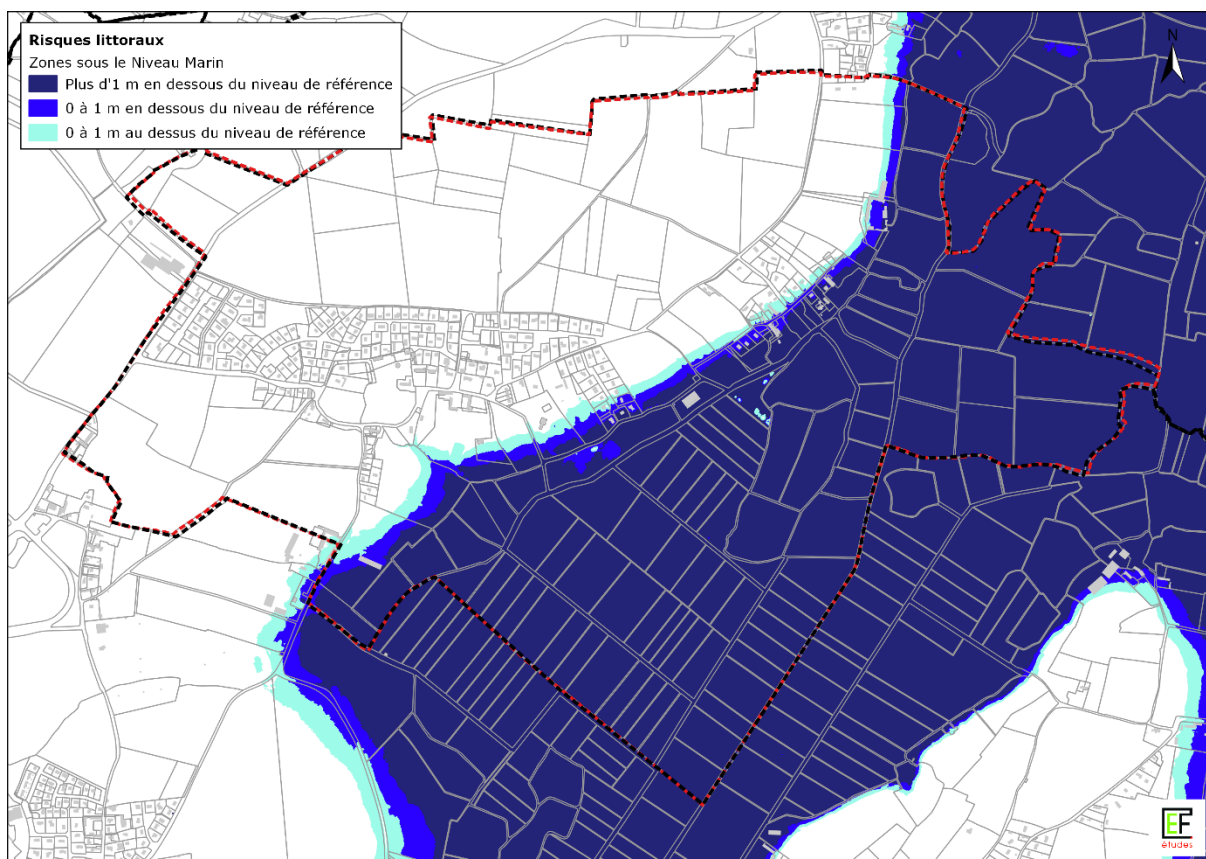 Risques littoraux
Zones sous le Niveau Marin
Plus d'1 m en dessous du niveau de référence
0 à 1 m en dessous du niveau de référence
0 à 1 m au dessus du niveau de référence
N
EF
études